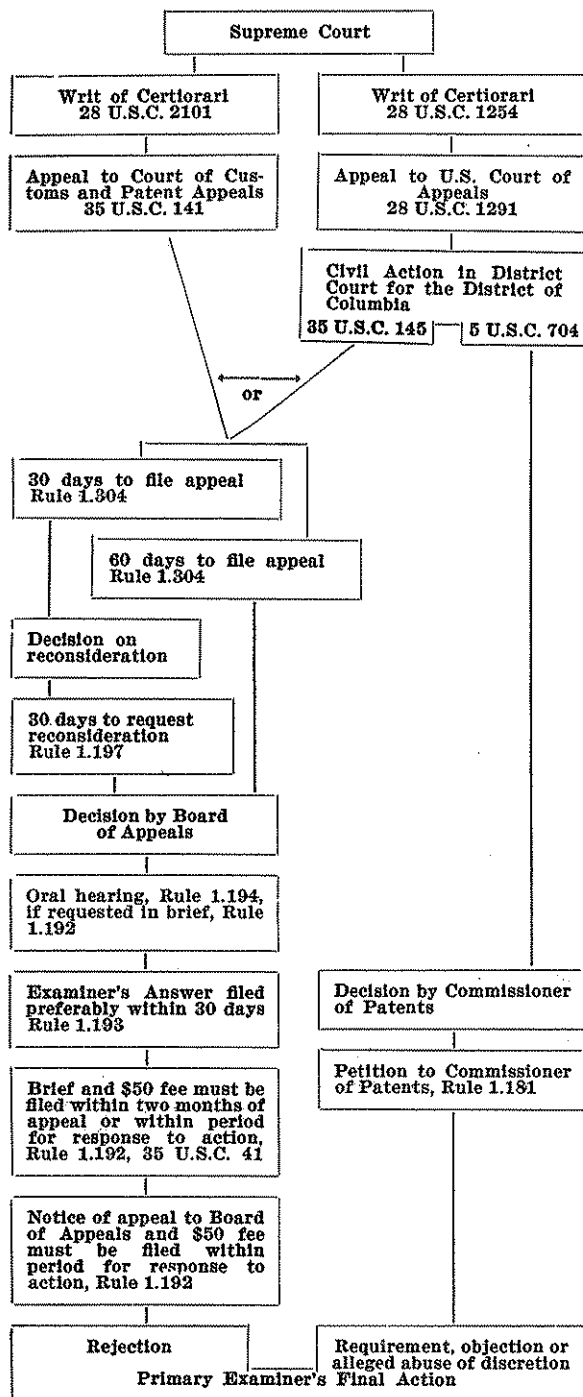 Supreme Court
Writ of Certiorari
28 U.S.C. 2101
Writ of Certiorari
28 U.S.C. 1254
Appeal to Court of Cus-
toms and Patent Appeals
35 U.S.C. 141
Appeal to U.S. Court of
Appeals
28 U.S.C. 1291
Civil Action in District
Court for the District of
Columbia
35 U.S.C. 145
5 U.S.C. 704
or
30 days to file appeal
Rule 1.304
60 days to file appeal
Rule 1.304
Decision on
reconsideration
30 days to request
reconsideration
Rule 1.197
Decision by Board
of Appeals
Oral hearing, Rule 1.194,
if requested in brief, Rule
1.192
Examiner's Answer filed
preferably within 30 days
Rule 1.193
Decision by Commissioner
of Patents
Brief and $50 fee must be
filed within two months of
appeal or within period
for response to action,
Rule 1.192, 35 U.S.C. 41
Petition to Commissioner
of Patents, Rule 1.181
Notice of appeal to Board
of Appeals and $50 fee
must be filed within
period for response to
action, Rule 1.192
Rejection
Requirement, objection or
alleged abuse of discretion
Primary Examiner's Final Action